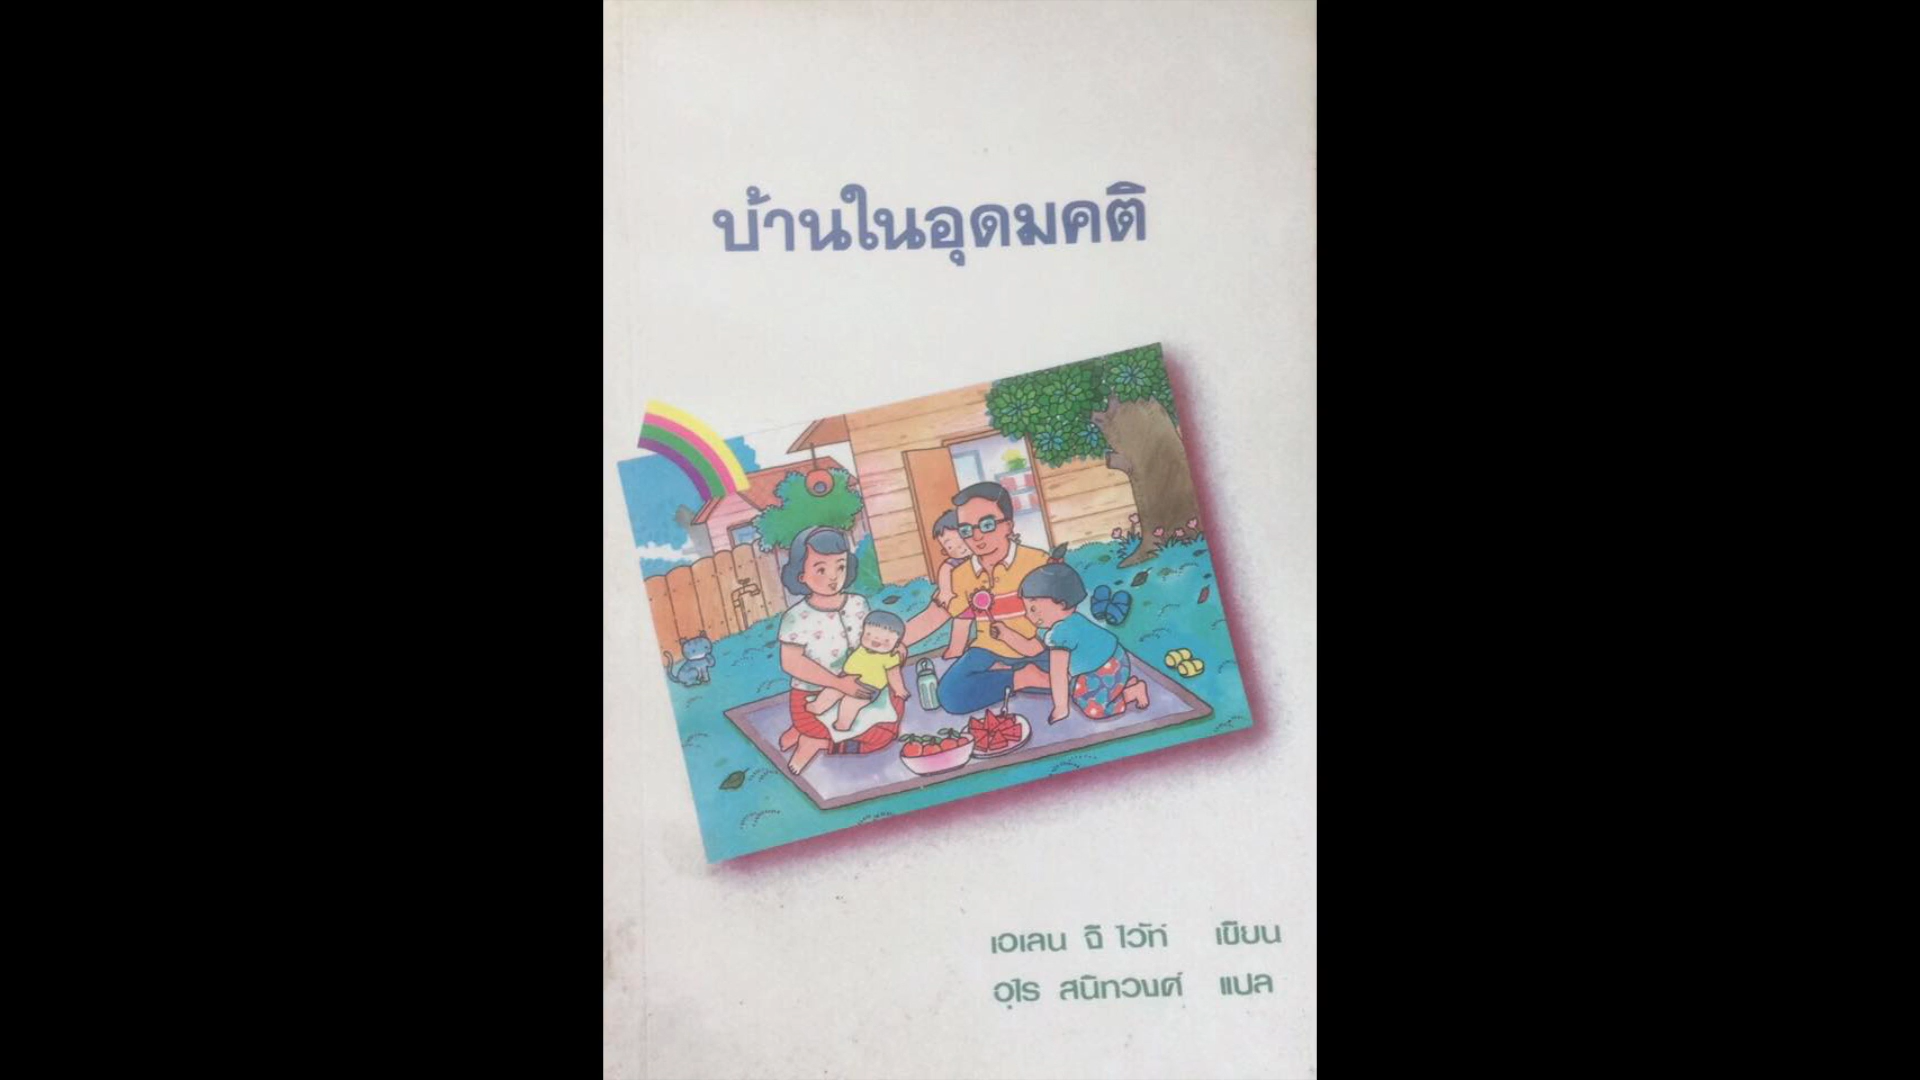 บ้านในอุดมคติ
เอเลน จี ไว้ท์ เขียน
อุไร สนิทวงศ์ แปล